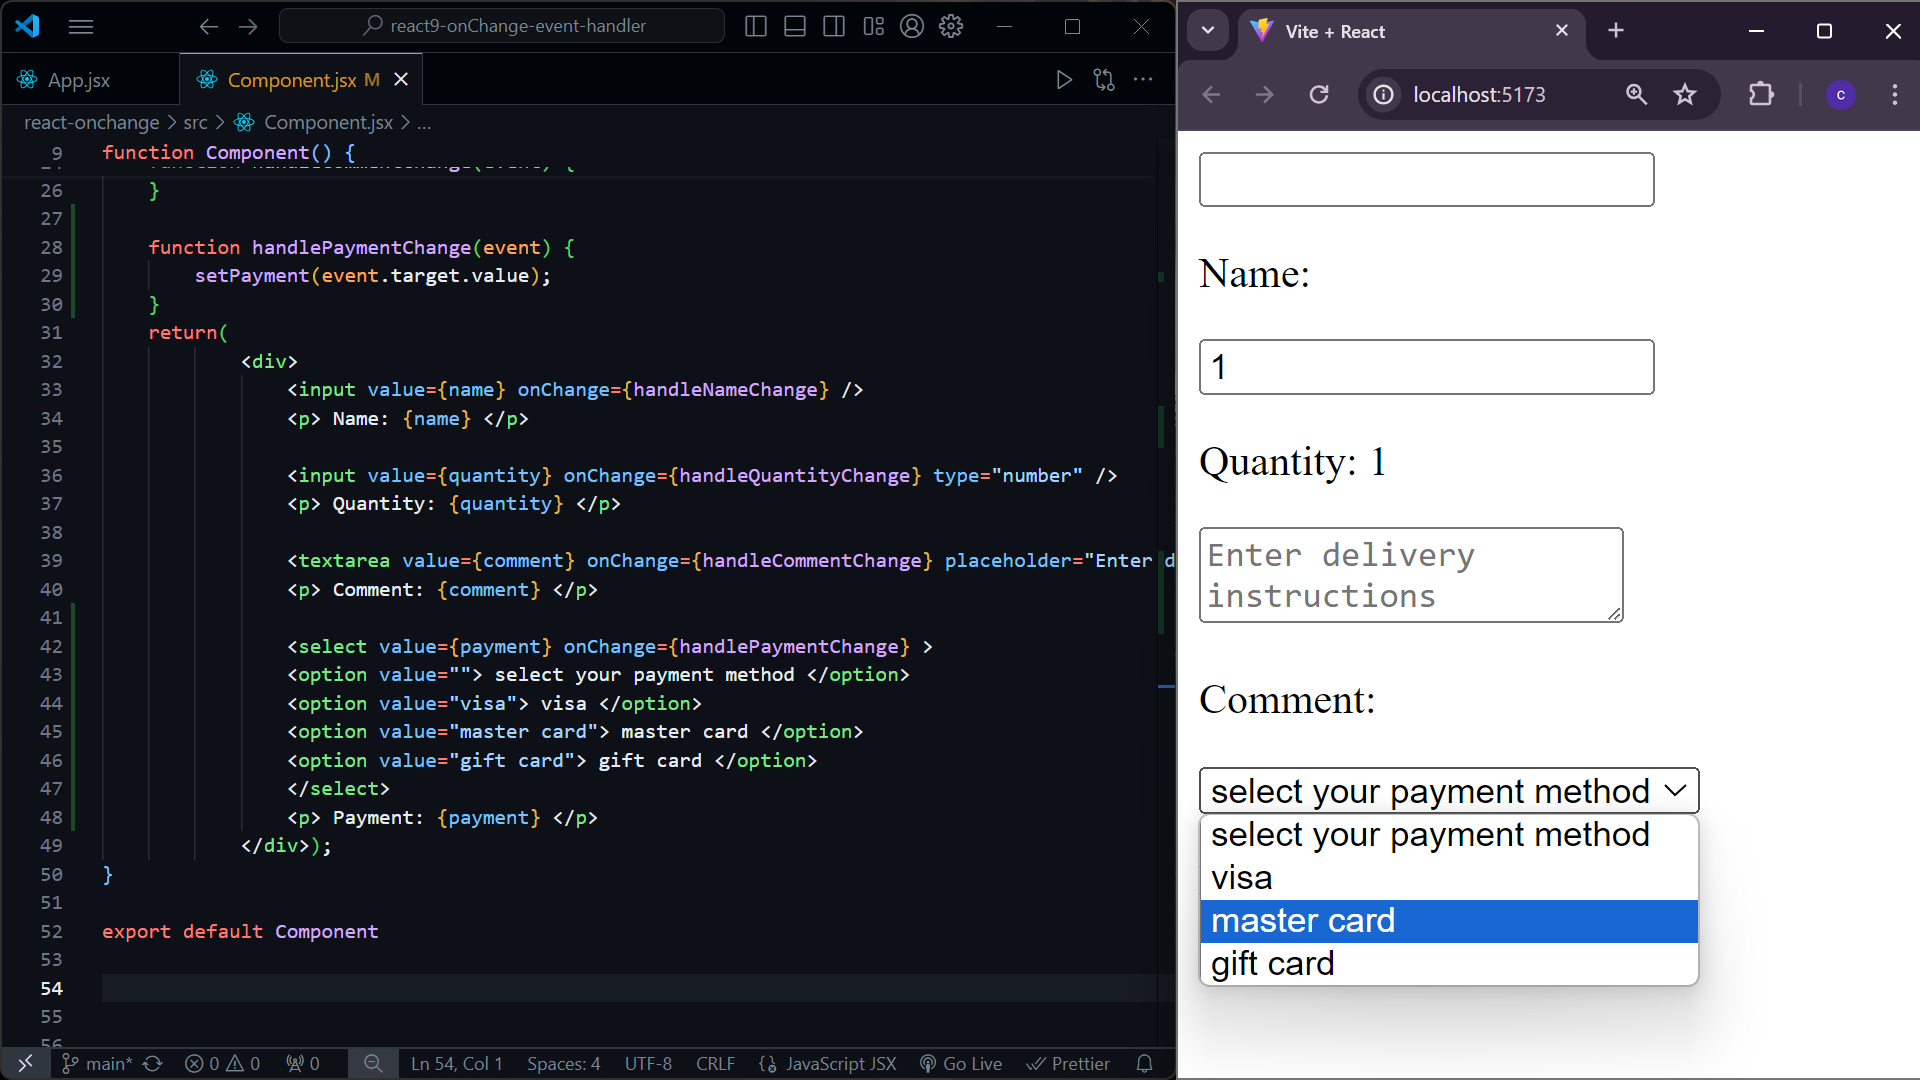 react9-onChange-event-handler
App.jsx
Component.jsx M
react-onchange > src > Component.jsx > ...
9 function Component() {
26 }
27
28 function handlePaymentChange(event) {
29 setPayment(event.target.value);
30 }
31 return(
32 <div>
33 <input value={name} onChange={handleNameChange} />
34 <p> Name: {name} </p>
35
36 <input value={quantity} onChange={handleQuantityChange} type="number" />
37 <p> Quantity: {quantity} </p>
38
39 <textarea value={comment} onChange={handleCommentChange} placeholder="Enter d
40 <p> Comment: {comment} </p>
41
42 <select value={payment} onChange={handlePaymentChange} >
43 <option value=""> select your payment method </option>
44 <option value="visa"> visa </option>
45 <option value="master card"> master card </option>
46 <option value="gift card"> gift card </option>
47 </select>
48 <p> Payment: {payment} </p>
49 </div>);
50 }
51
52 export default Component
53
54
55
56
main* 0 0 0 Ln 54, Col 1 Spaces: 4 UTF-8 CRLF JavaScript JSX Go Live Prettier
Vite + React
localhost:5173
c
Name:
1
Quantity: 1
Enter delivery
instructions
Comment:
select your payment method
select your payment method
visa
master card
gift card